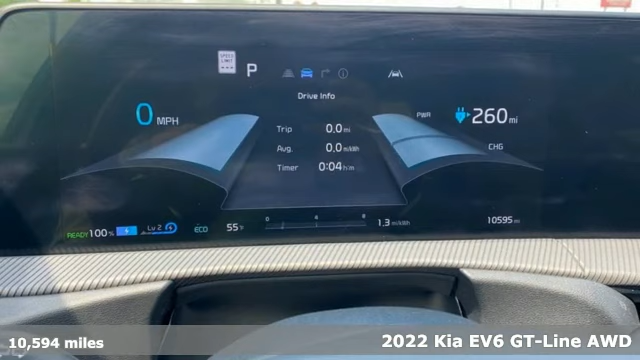 SPEED LIMIT
P
Drive Info
0 MPH
PWR
260 mi
Trip 0.0 mi
Avg. 0.0 mi/kWh
Timer 0:04 h:m
CHG
READY 100%
Lv 2
ECO
55°F
0 4 8
1.3 mi/kWh
10595 mi
10,594 miles
2022 Kia EV6 GT-Line AWD